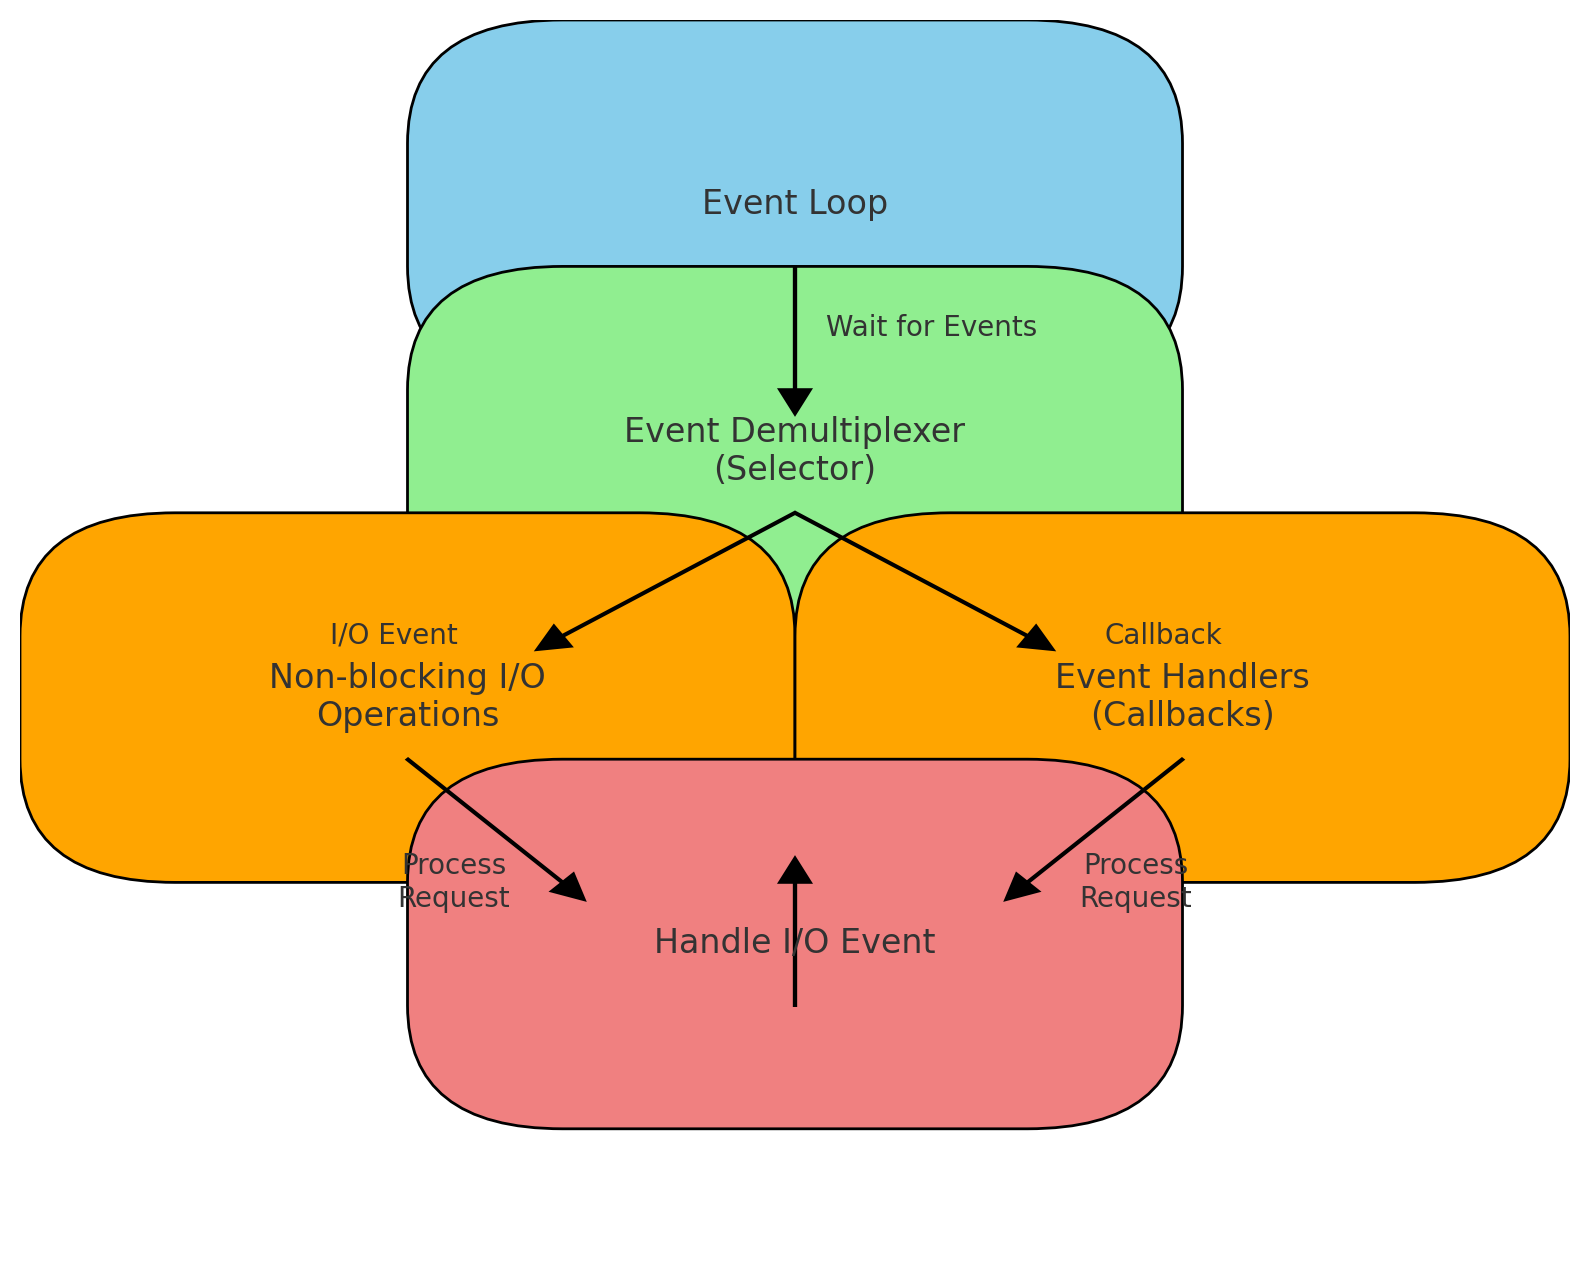 Event Loop
Wait for Events
Event Demultiplexer
(Selector)
I/O Event
Non-blocking I/O
Operations
Callback
Event Handlers
(Callbacks)
Process
Request
Process
Request
Handle I/O Event